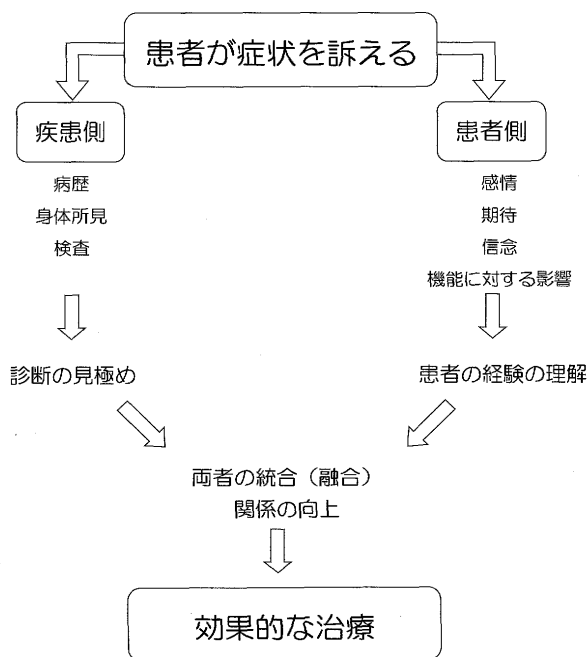 患者が症状を訴える
疾患側
病歴
身体所見
検査
診断の見極め
患者側
感情
期待
信念
機能に対する影響
患者の経験の理解
両者の統合（融合）
関係の向上
効果的な治療